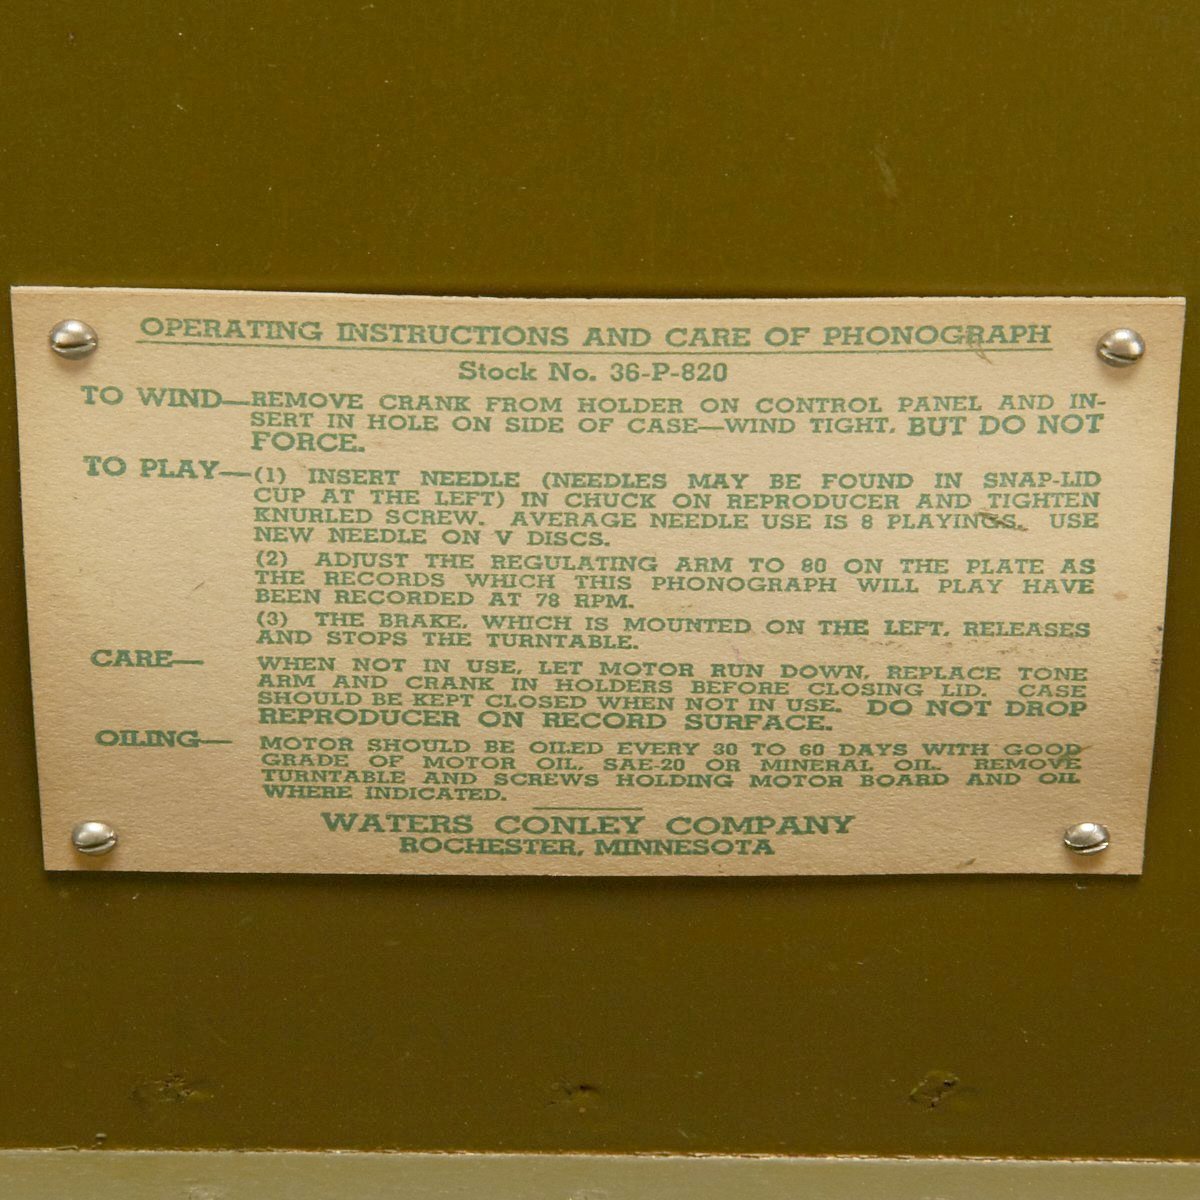 OPERATING INSTRUCTIONS AND CARE OF PHONOGRAPH
Stock No. 36-P-820
TO WIND—REMOVE CRANK FROM HOLDER ON CONTROL PANEL AND IN-
SERT IN HOLE ON SIDE OF CASE—WIND TIGHT, BUT DO NOT
FORCE.
TO PLAY—(1) INSERT NEEDLE (NEEDLES MAY BE FOUND IN SNAP-LID
CUP AT THE LEFT) IN CHUCK ON REPRODUCER AND TIGHTEN
KNURLED SCREW. AVERAGE NEEDLE USE IS 8 PLAYINGS. USE
NEW NEEDLE ON V DISCS.
(2) ADJUST THE REGULATING ARM TO 80 ON THE PLATE AS
THE RECORDS WHICH THIS PHONOGRAPH WILL PLAY HAVE
BEEN RECORDED AT 78 RPM.
(3) THE BRAKE, WHICH IS MOUNTED ON THE LEFT, RELEASES
AND STOPS THE TURNTABLE.
CARE— WHEN NOT IN USE, LET MOTOR RUN DOWN, REPLACE TONE
ARM AND CRANK IN HOLDERS BEFORE CLOSING LID. CASE
SHOULD BE KEPT CLOSED WHEN NOT IN USE. DO NOT DROP
REPRODUCER ON RECORD SURFACE.
OILING— MOTOR SHOULD BE OILED EVERY 30 TO 60 DAYS WITH GOOD
GRADE OF MOTOR OIL, SAE-20 OR MINERAL OIL. REMOVE
TURNTABLE AND SCREWS HOLDING MOTOR BOARD AND OIL
WHERE INDICATED.
WATERS CONLEY COMPANY
ROCHESTER, MINNESOTA